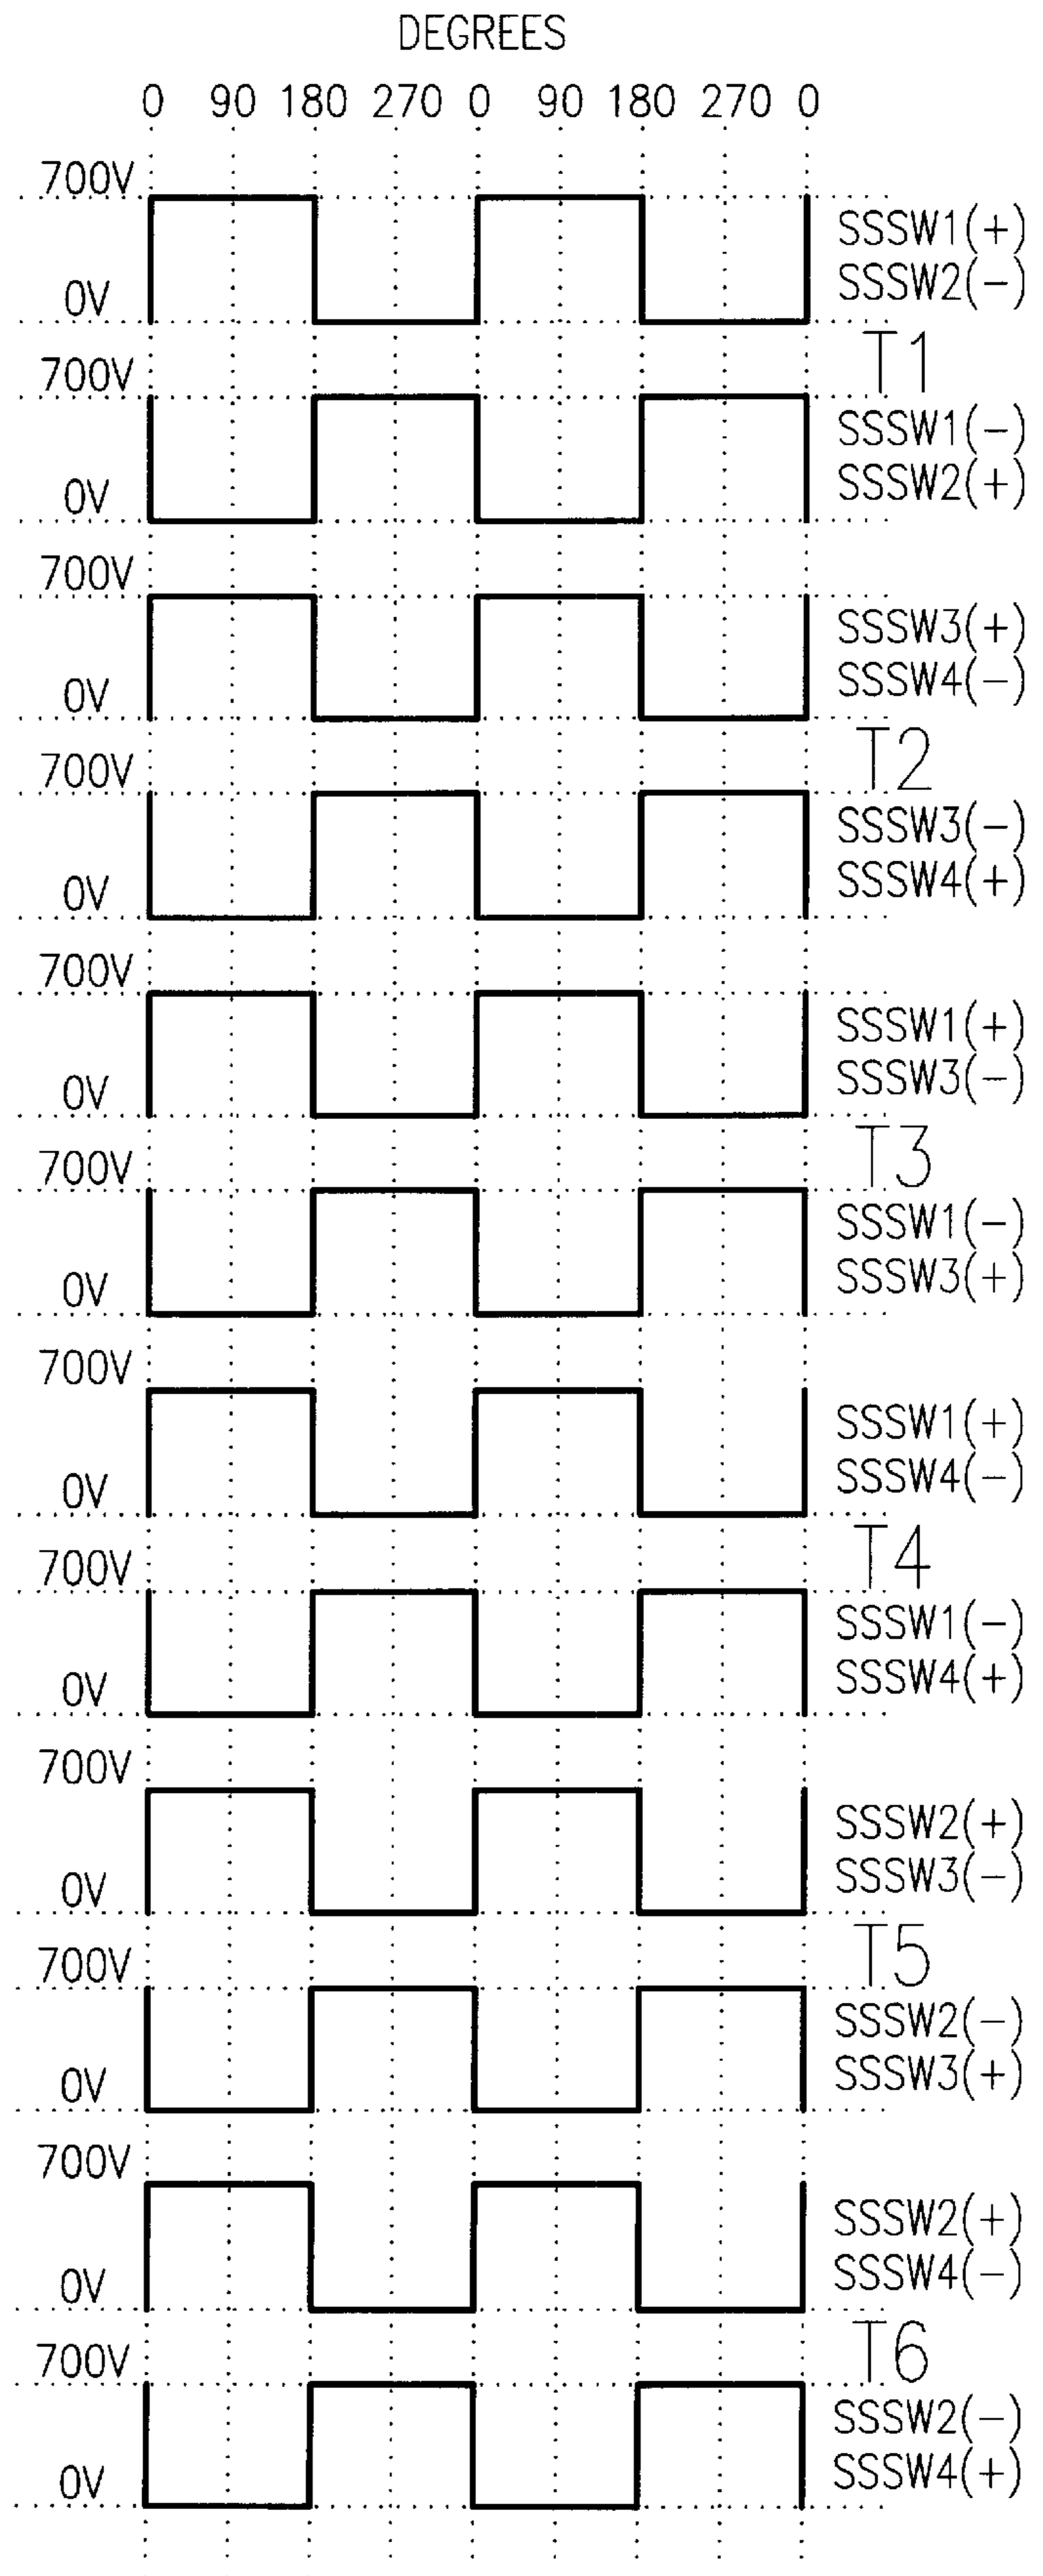 DEGREES
0 90 180 270 0 90 180 270 0
700V
SSSW1(+)
SSSW2(-)
0V
T1
700V
SSSW1(-)
SSSW2(+)
0V
700V
SSSW3(+)
SSSW4(-)
0V
T2
700V
SSSW3(-)
SSSW4(+)
0V
700V
SSSW1(+)
SSSW3(-)
0V
T3
700V
SSSW1(-)
SSSW3(+)
0V
700V
SSSW1(+)
SSSW4(-)
0V
T4
700V
SSSW1(-)
SSSW4(+)
0V
700V
SSSW2(+)
SSSW3(-)
0V
T5
700V
SSSW2(-)
SSSW3(+)
0V
700V
SSSW2(+)
SSSW4(-)
0V
T6
700V
SSSW2(-)
SSSW4(+)
0V